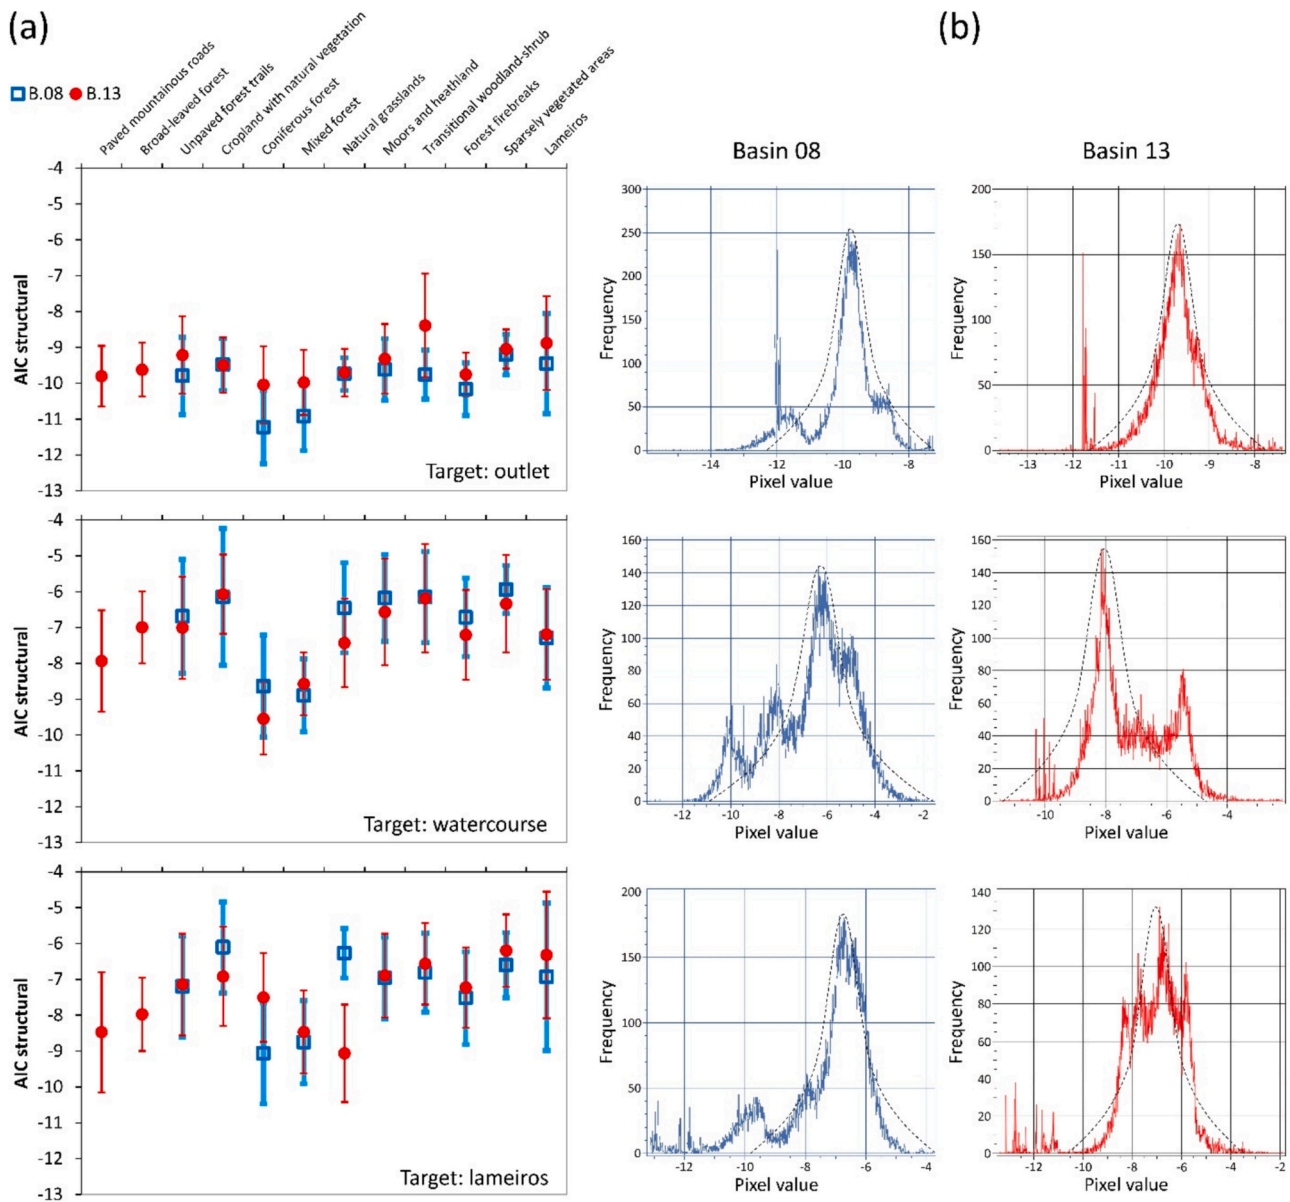 (a)
(b)
B.08 B.13
Paved mountainous roads
Broad-leaved forest
Unpaved forest trails
Cropland with natural vegetation
Coniferous forest
Mixed forest
Natural grasslands
Moors and heathland
Transitional woodland-shrub
Forest firebreaks
Sparsely vegetated areas
Lameiros
-4
-5
-6
-7
-8
-9
-10
-11
-12
-13
AIC structural
Target: outlet
-4
-5
-6
-7
-8
-9
-10
-11
-12
-13
AIC structural
Target: watercourse
-4
-5
-6
-7
-8
-9
-10
-11
-12
-13
AIC structural
Target: lameiros
Basin 08
300
250
200
150
100
50
0
Frequency
-14 -12 -10 -8
Pixel value
160
140
120
100
80
60
40
20
0
Frequency
-12 -10 -8 -6 -4 -2
Pixel value
200
150
100
50
0
Frequency
-12 -10 -8 -6 -4
Pixel value
Basin 13
200
150
100
50
0
Frequency
-13 -12 -11 -10 -9 -8
Pixel value
160
140
120
100
80
60
40
20
0
Frequency
-10 -8 -6 -4
Pixel value
140
120
100
80
60
40
20
0
Frequency
-12 -10 -8 -6 -4 -2
Pixel value